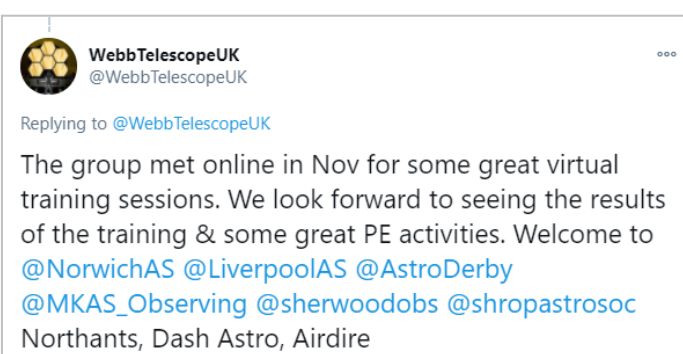 WebbTelescopeUK
@WebbTelescopeUK
Replying to @WebbTelescopeUK
The group met online in Nov for some great virtual
training sessions. We look forward to seeing the results
of the training & some great PE activities. Welcome to
@NorwichAS @LiverpoolAS @AstroDerby
@MKAS_Observing @sherwoodobs @shropastrosoc
Northants, Dash Astro, Airdire